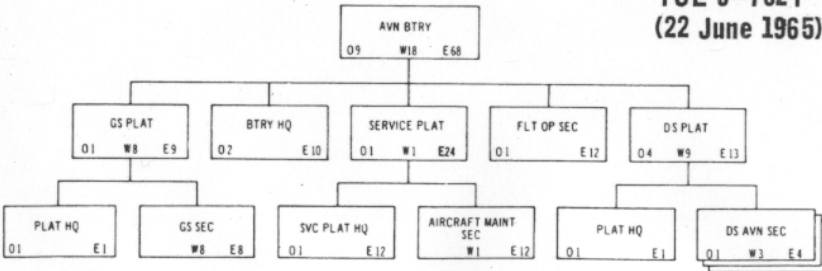 (22 June 1965)
AVN BTRY
O9 W18 E68
GS PLAT
O1 W8 E9
BTRY HQ
O2 E10
SERVICE PLAT
O1 W1 E24
FLT OP SEC
O1 E12
DS PLAT
O4 W9 E13
PLAT HQ
O1 E1
GS SEC
W8 E8
SVC PLAT HQ
O1 E12
AIRCRAFT MAINT
SEC
W1 E12
PLAT HQ
O1 E1
DS AVN SEC
O1 W3 E4